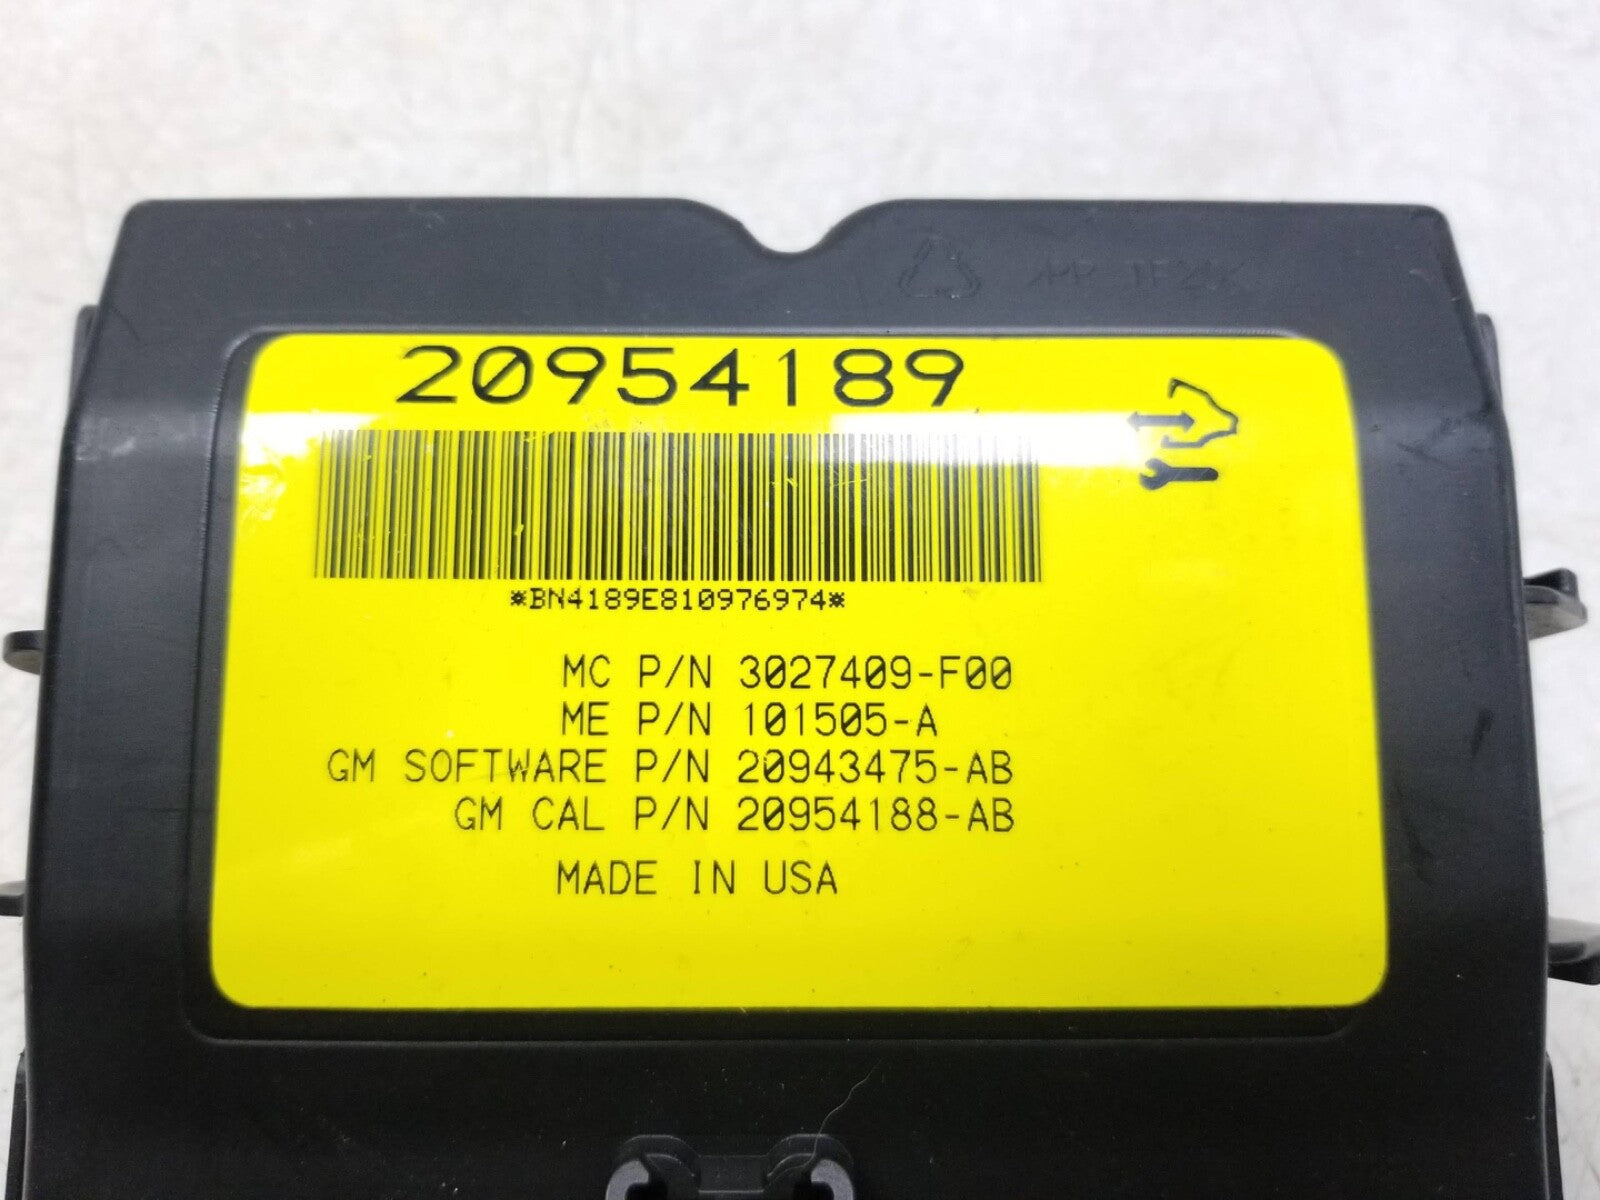 20954189
*BN4189E810976974*
MC P/N 3027409-F00
ME P/N 101505-A
GM SOFTWARE P/N 20943475-AB
GM CAL P/N 20954188-AB
MADE IN USA